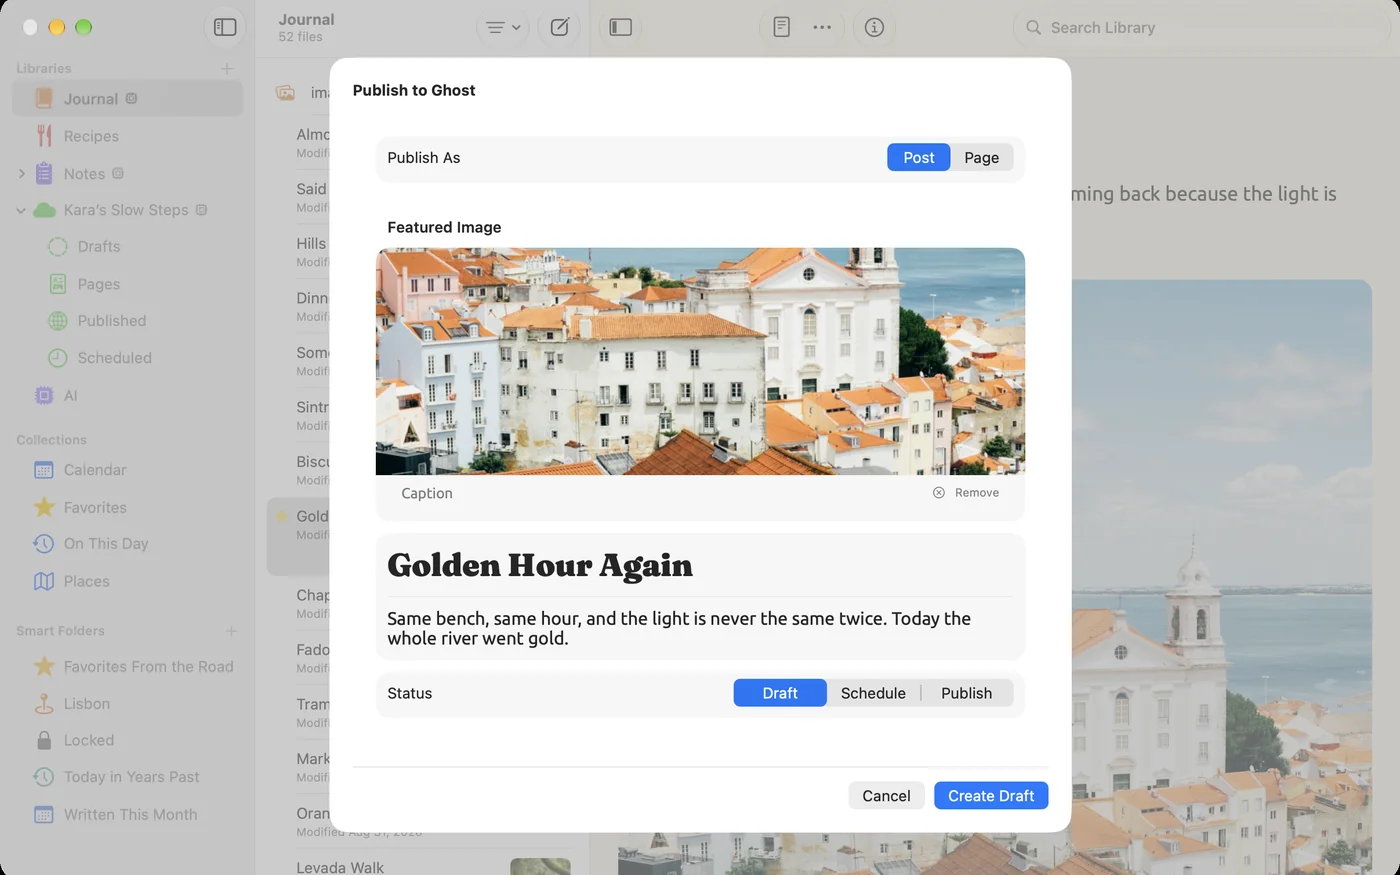 Journal
52 files
Search Library
Libraries
Journal
Recipes
Notes
Kara's Slow Steps
Drafts
Pages
Published
Scheduled
AI
Collections
Calendar
Favorites
On This Day
Places
Smart Folders
Favorites From the Road
Lisbon
Locked
Today in Years Past
Written This Month
Said
Hills
Levada Walk
ming back because the light is
Publish to Ghost
Publish As
Post
Page
Featured Image
Caption
Remove
Golden Hour Again
Same bench, same hour, and the light is never the same twice. Today the
whole river went gold.
Status
Draft
Schedule
Publish
Cancel
Create Draft